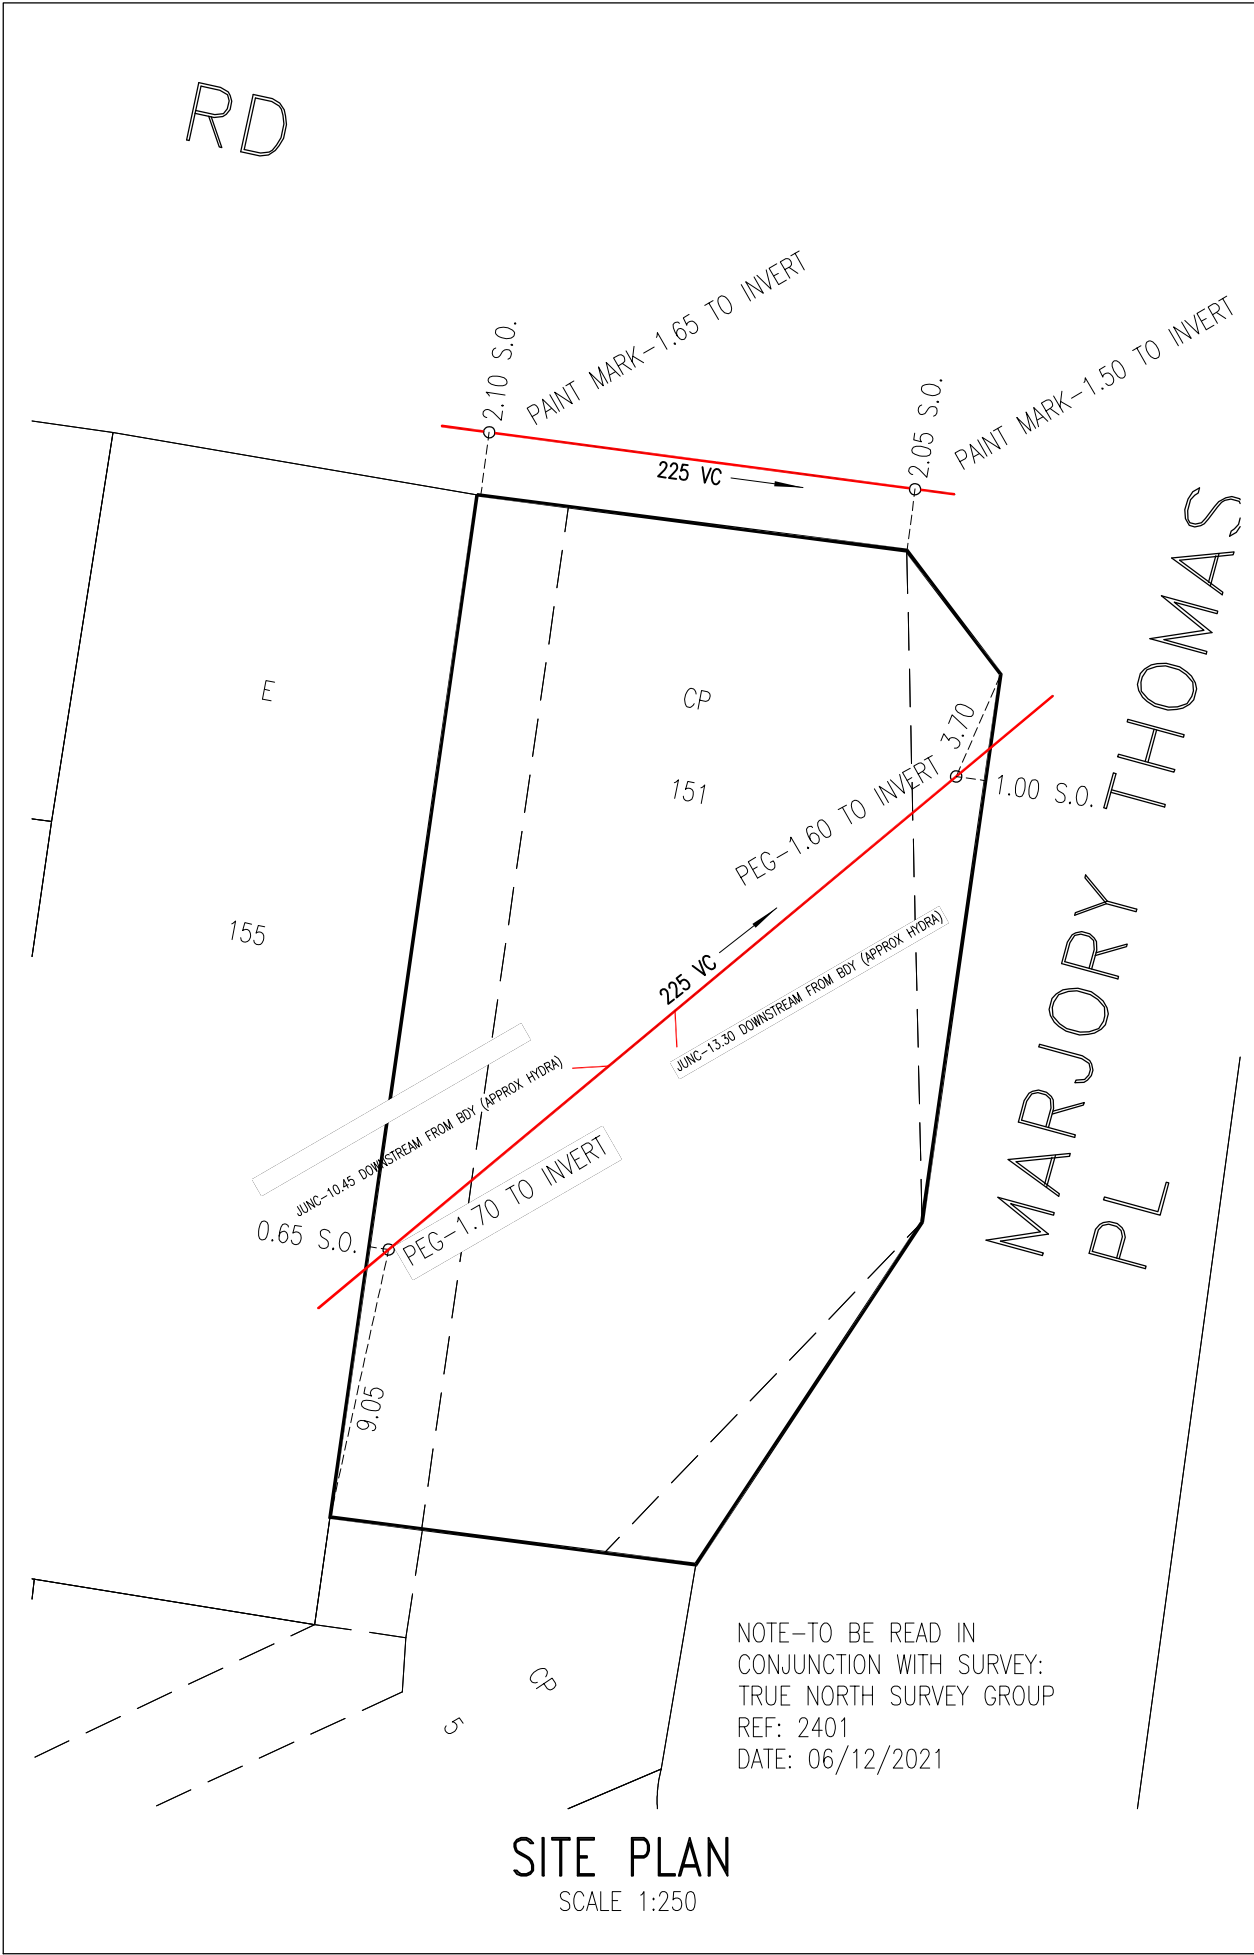 RD
2.10 S.O.
PAINT MARK-1.65 TO INVERT
2.05 S.O.
PAINT MARK-1.50 TO INVERT
225 VC
E
CP
151
155
3.70
1.00 S.O.
PEG-1.60 TO INVERT
MARJORY THOMAS
PL
225 VC
JUNC-13.30 DOWNSTREAM FROM BDY (APPROX HYDRA)
JUNC-10.45 DOWNSTREAM FROM BDY (APPROX HYDRA)
PEG-1.70 TO INVERT
0.65 S.O.
9.05
CP
5
NOTE-TO BE READ IN
CONJUNCTION WITH SURVEY:
TRUE NORTH SURVEY GROUP
REF: 2401
DATE: 06/12/2021
SITE PLAN
SCALE 1:250